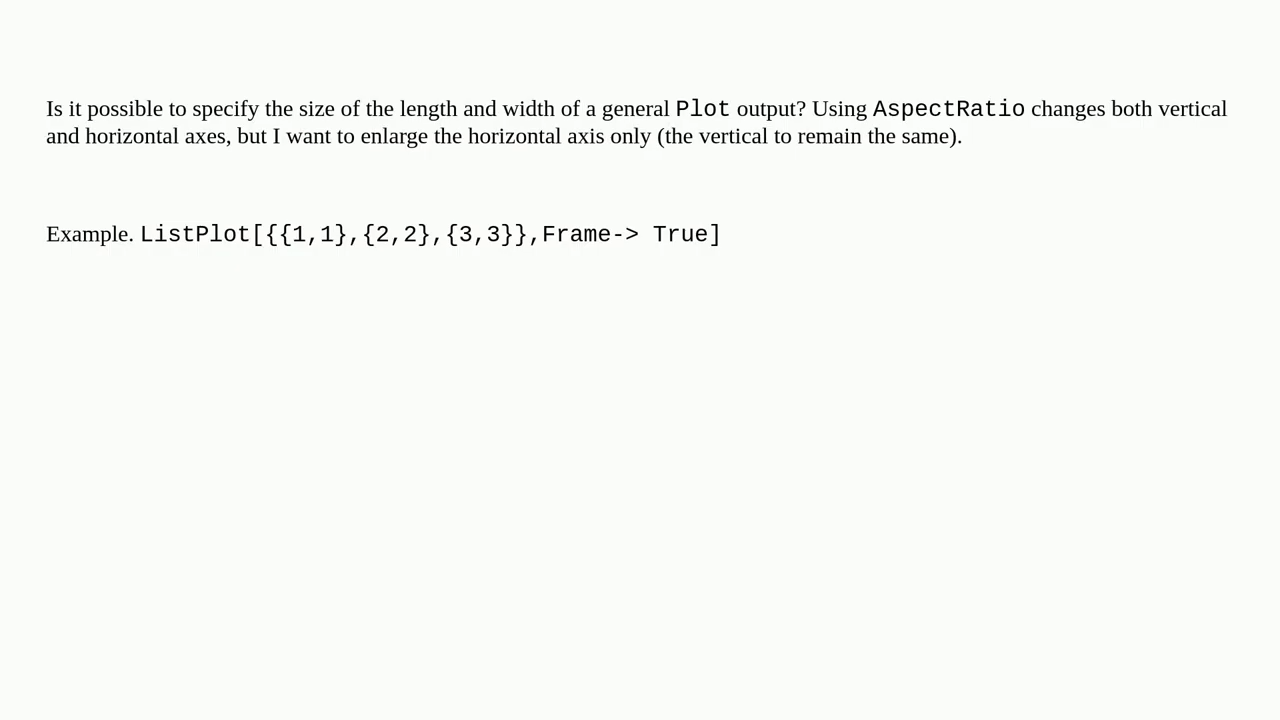 Is it possible to specify the size of the length and width of a general Plot output? Using AspectRatio changes both vertical
and horizontal axes, but I want to enlarge the horizontal axis only (the vertical to remain the same).
Example. ListPlot[{{1,1},{2,2},{3,3}},Frame-> True]